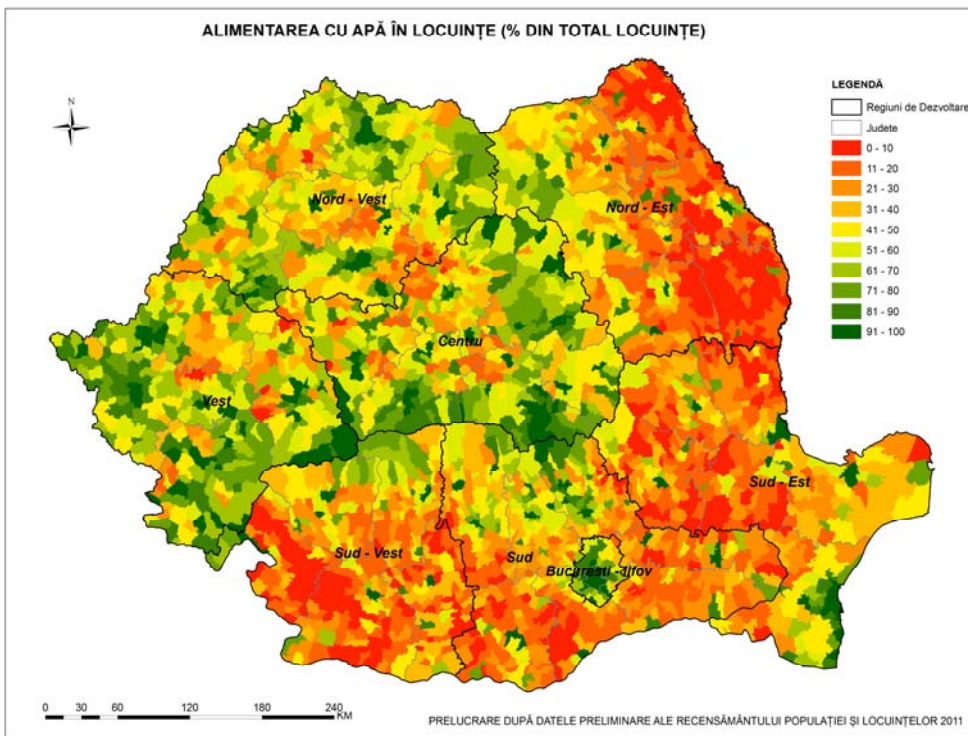 ALIMENTAREA CU APĂ ÎN LOCUINȚE (% DIN TOTAL LOCUINȚE)
N
LEGENDĂ
Regiuni de Dezvoltare
Judete
0 - 10
11 - 20
21 - 30
31 - 40
41 - 50
51 - 60
61 - 70
71 - 80
81 - 90
91 - 100
Nord - Vest
Nord - Est
Centru
Vest
Sud - Est
Sud - Vest
Sud
Bucuresti - Ilfov
0 30 60 120 180 240
KM
PRELUCRARE DUPĂ DATELE PRELIMINARE ALE RECENSĂMÂNTULUI POPULAȚIEI ȘI LOCUINȚELOR 2011